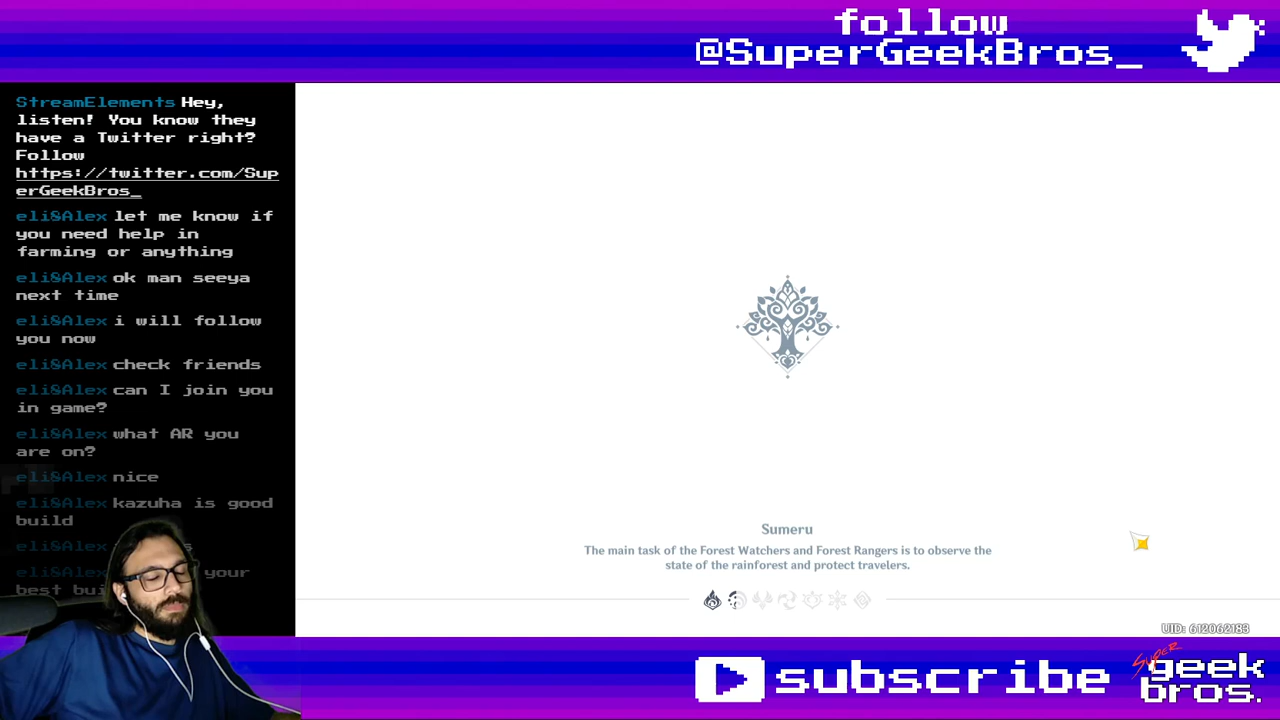 follow
@SuperGeekBros_
StreamElements Hey,
listen! You know they
have a Twitter right?
Follow
https://twitter.com/Sup
erGeekBros_
eli&Alex let me know if
you need help in
farming or anything
eli&Alex ok man seeya
next time
eli&Alex i will follow
you now
eli&Alex check friends
eli&Alex can I join you
in game?
eli&Alex what AR you
are on?
eli&Alex nice
eli&Alex kazuha is good
build
your
best
Sumeru
The main task of the Forest Watchers and Forest Rangers is to observe the
state of the rainforest and protect travelers.
UID: 612062183
subscribe
SUPER
geek
bros.